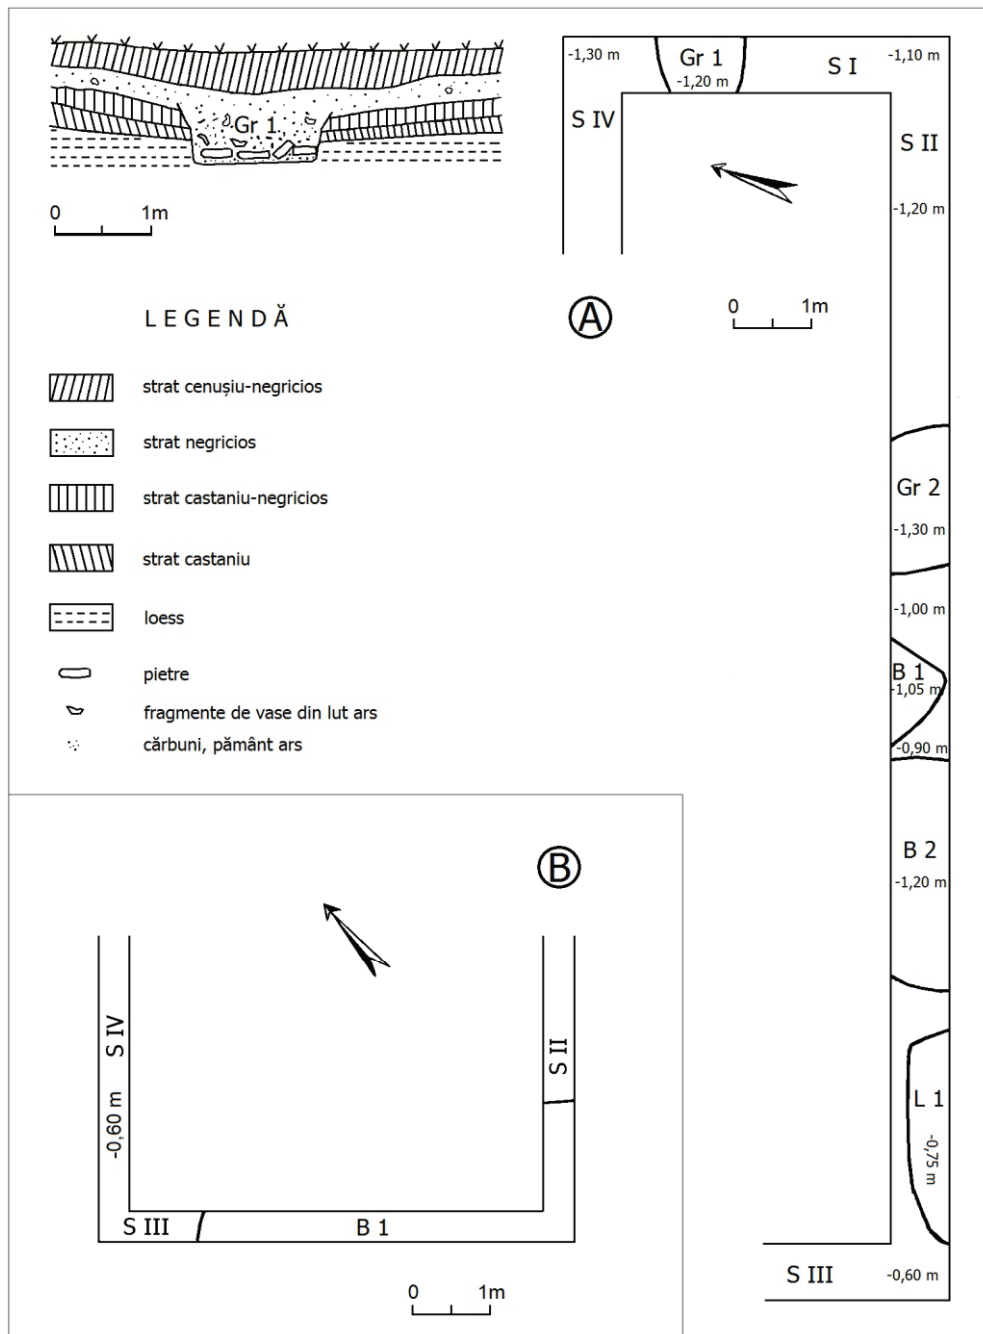 Gr 1
0 1m
LEGENDĂ
strat cenușiu-negricios
strat negricios
strat castaniu-negricios
strat castaniu
loess
pietre
fragmente de vase din lut ars
cărbuni, pământ ars
A
-1,30 m
Gr 1
-1,20 m
S I
-1,10 m
S IV
S II
-1,20 m
0 1m
Gr 2
-1,30 m
-1,00 m
B 1
-1,05 m
-0,90 m
B 2
-1,20 m
L 1
-0,75 m
S III
-0,60 m
B
S IV
-0,60 m
S II
S III
B 1
0 1m